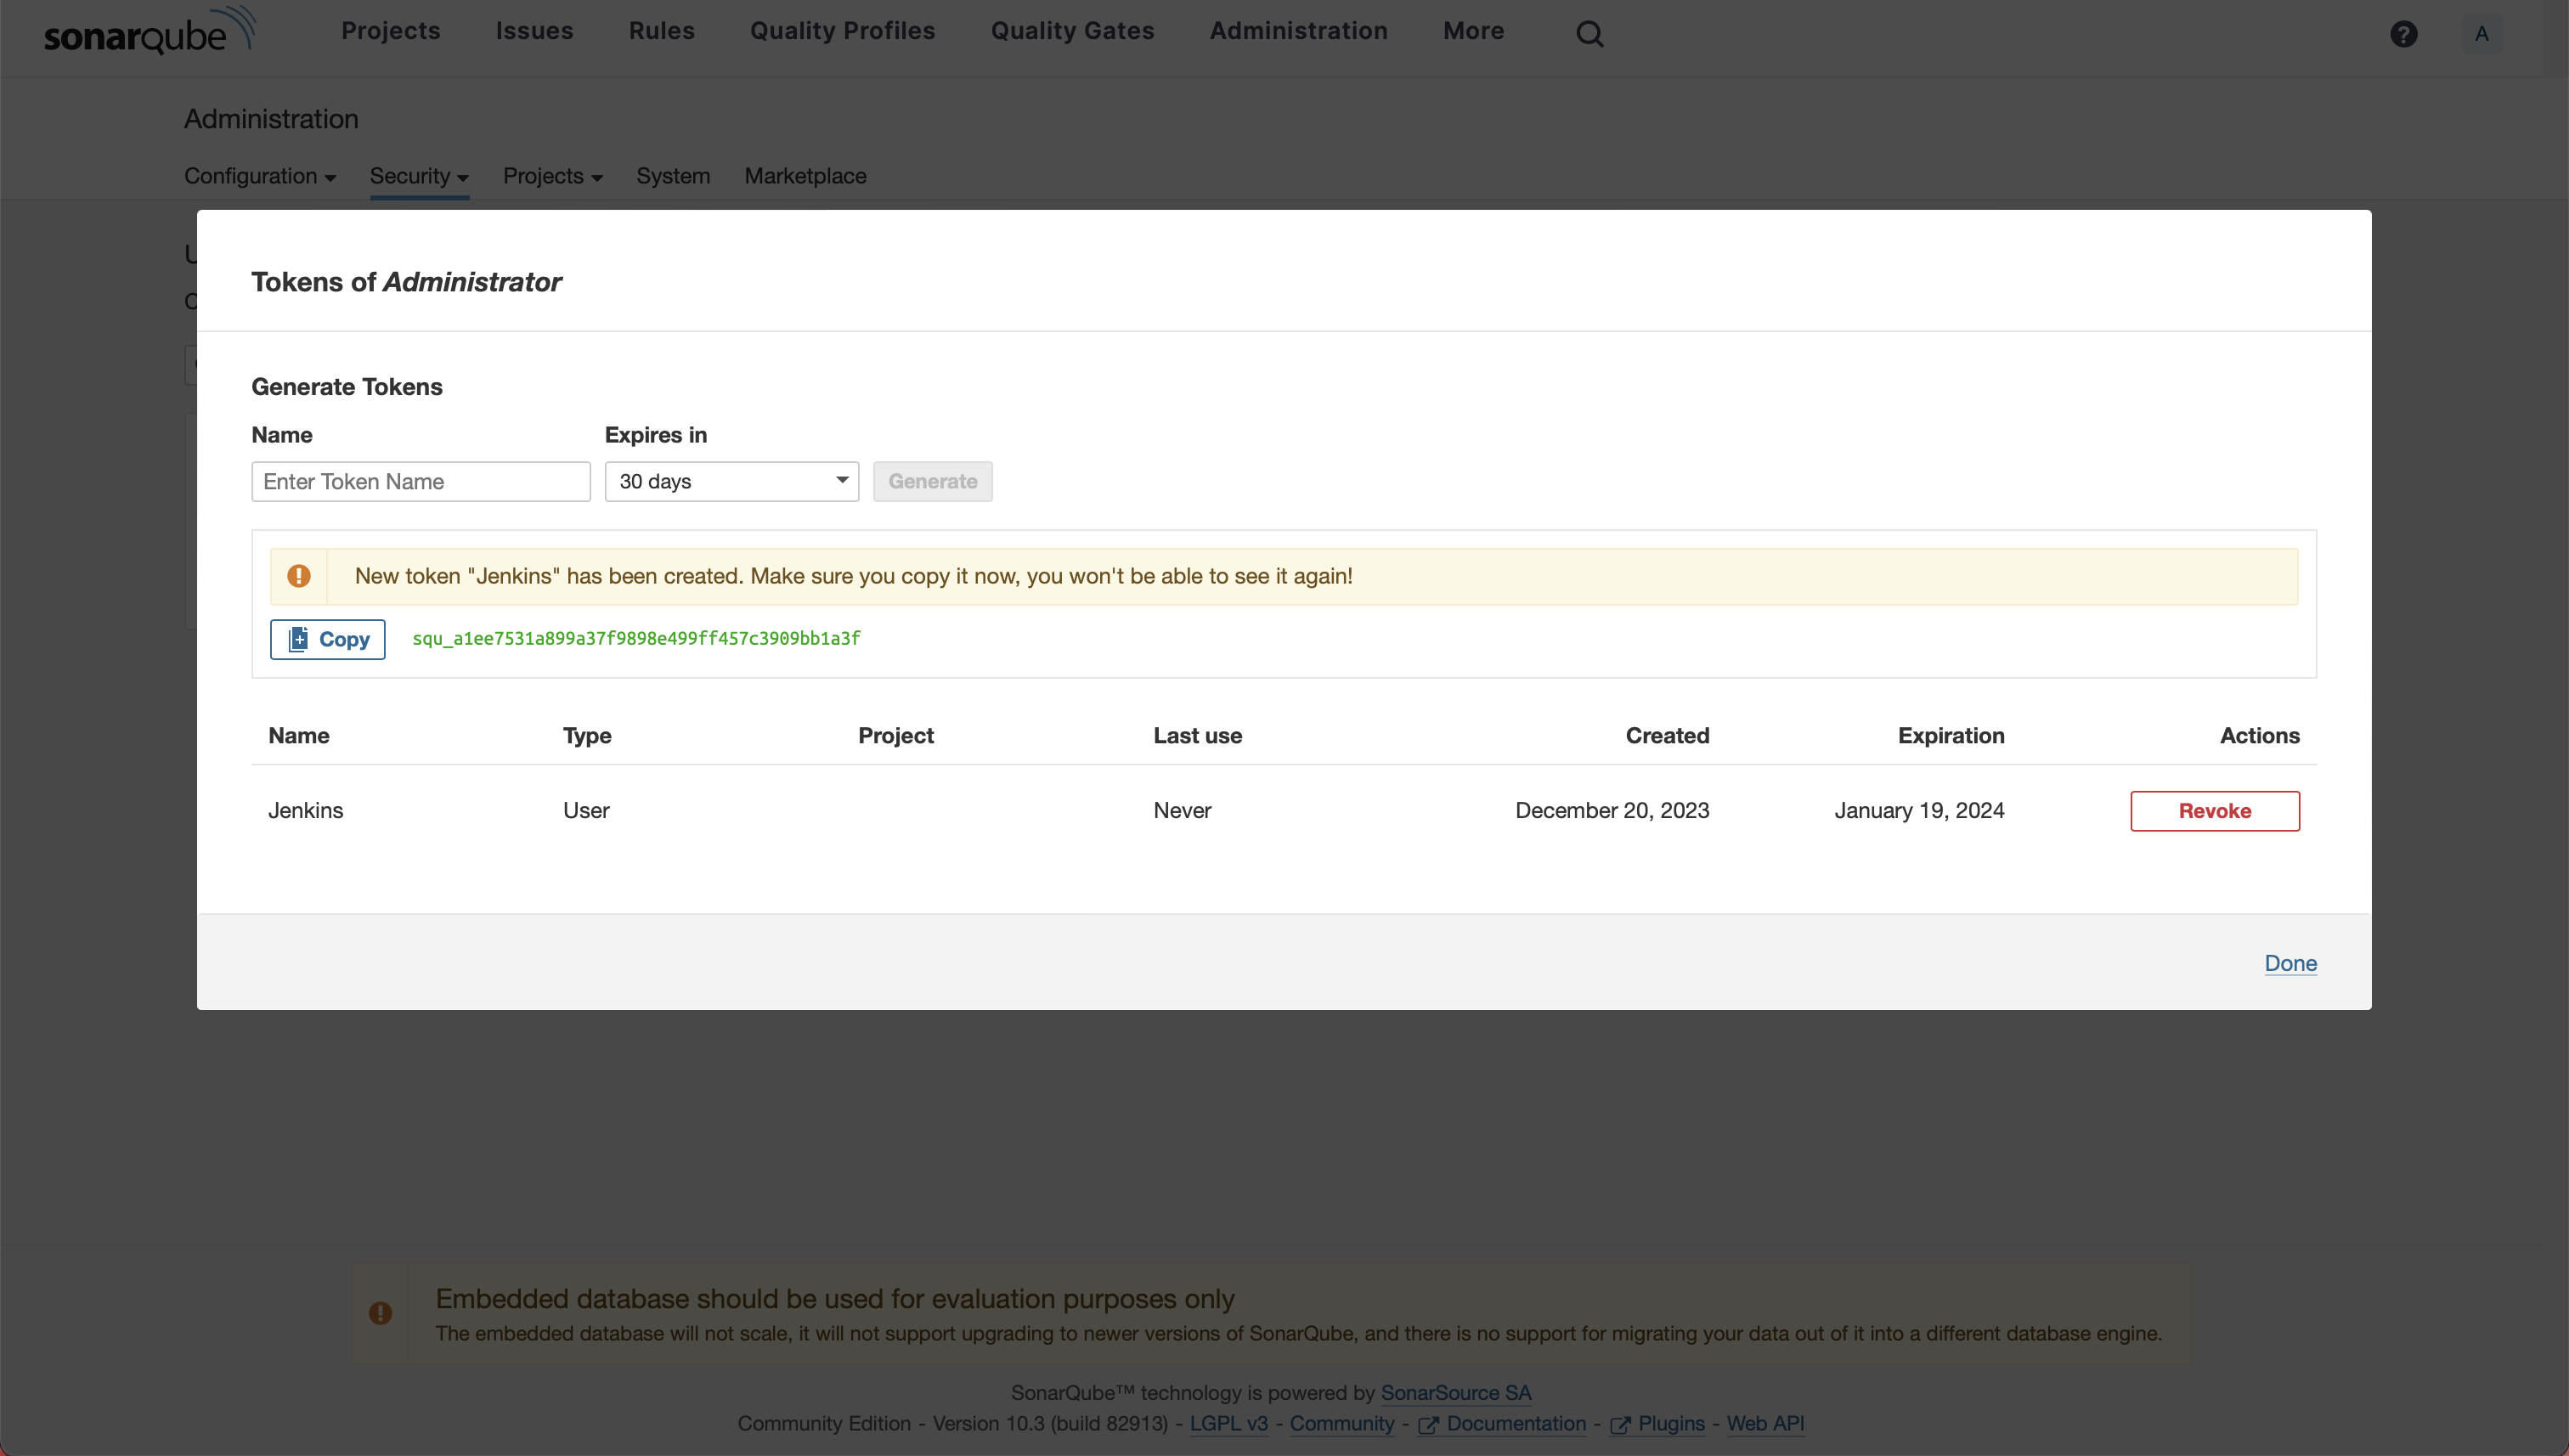 sonarqube Projects Issues Rules Quality Profiles Quality Gates Administration More A
Administration
Configuration Security Projects System Marketplace
Tokens of Administrator
Generate Tokens
Name Expires in
Enter Token Name 30 days Generate
New token "Jenkins" has been created. Make sure you copy it now, you won't be able to see it again!
Copy squ_a1ee7531a899a37f9898e499ff457c3909bb1a3f
Name Type Project Last use Created Expiration Actions
Jenkins User Never December 20, 2023 January 19, 2024 Revoke
Done
Embedded database should be used for evaluation purposes only
The embedded database will not scale, it will not support upgrading to newer versions of SonarQube, and there is no support for migrating your data out of it into a different database engine.
SonarQube™ technology is powered by SonarSource SA
Community Edition - Version 10.3 (build 82913) - LGPL v3 - Community - Documentation - Plugins - Web API